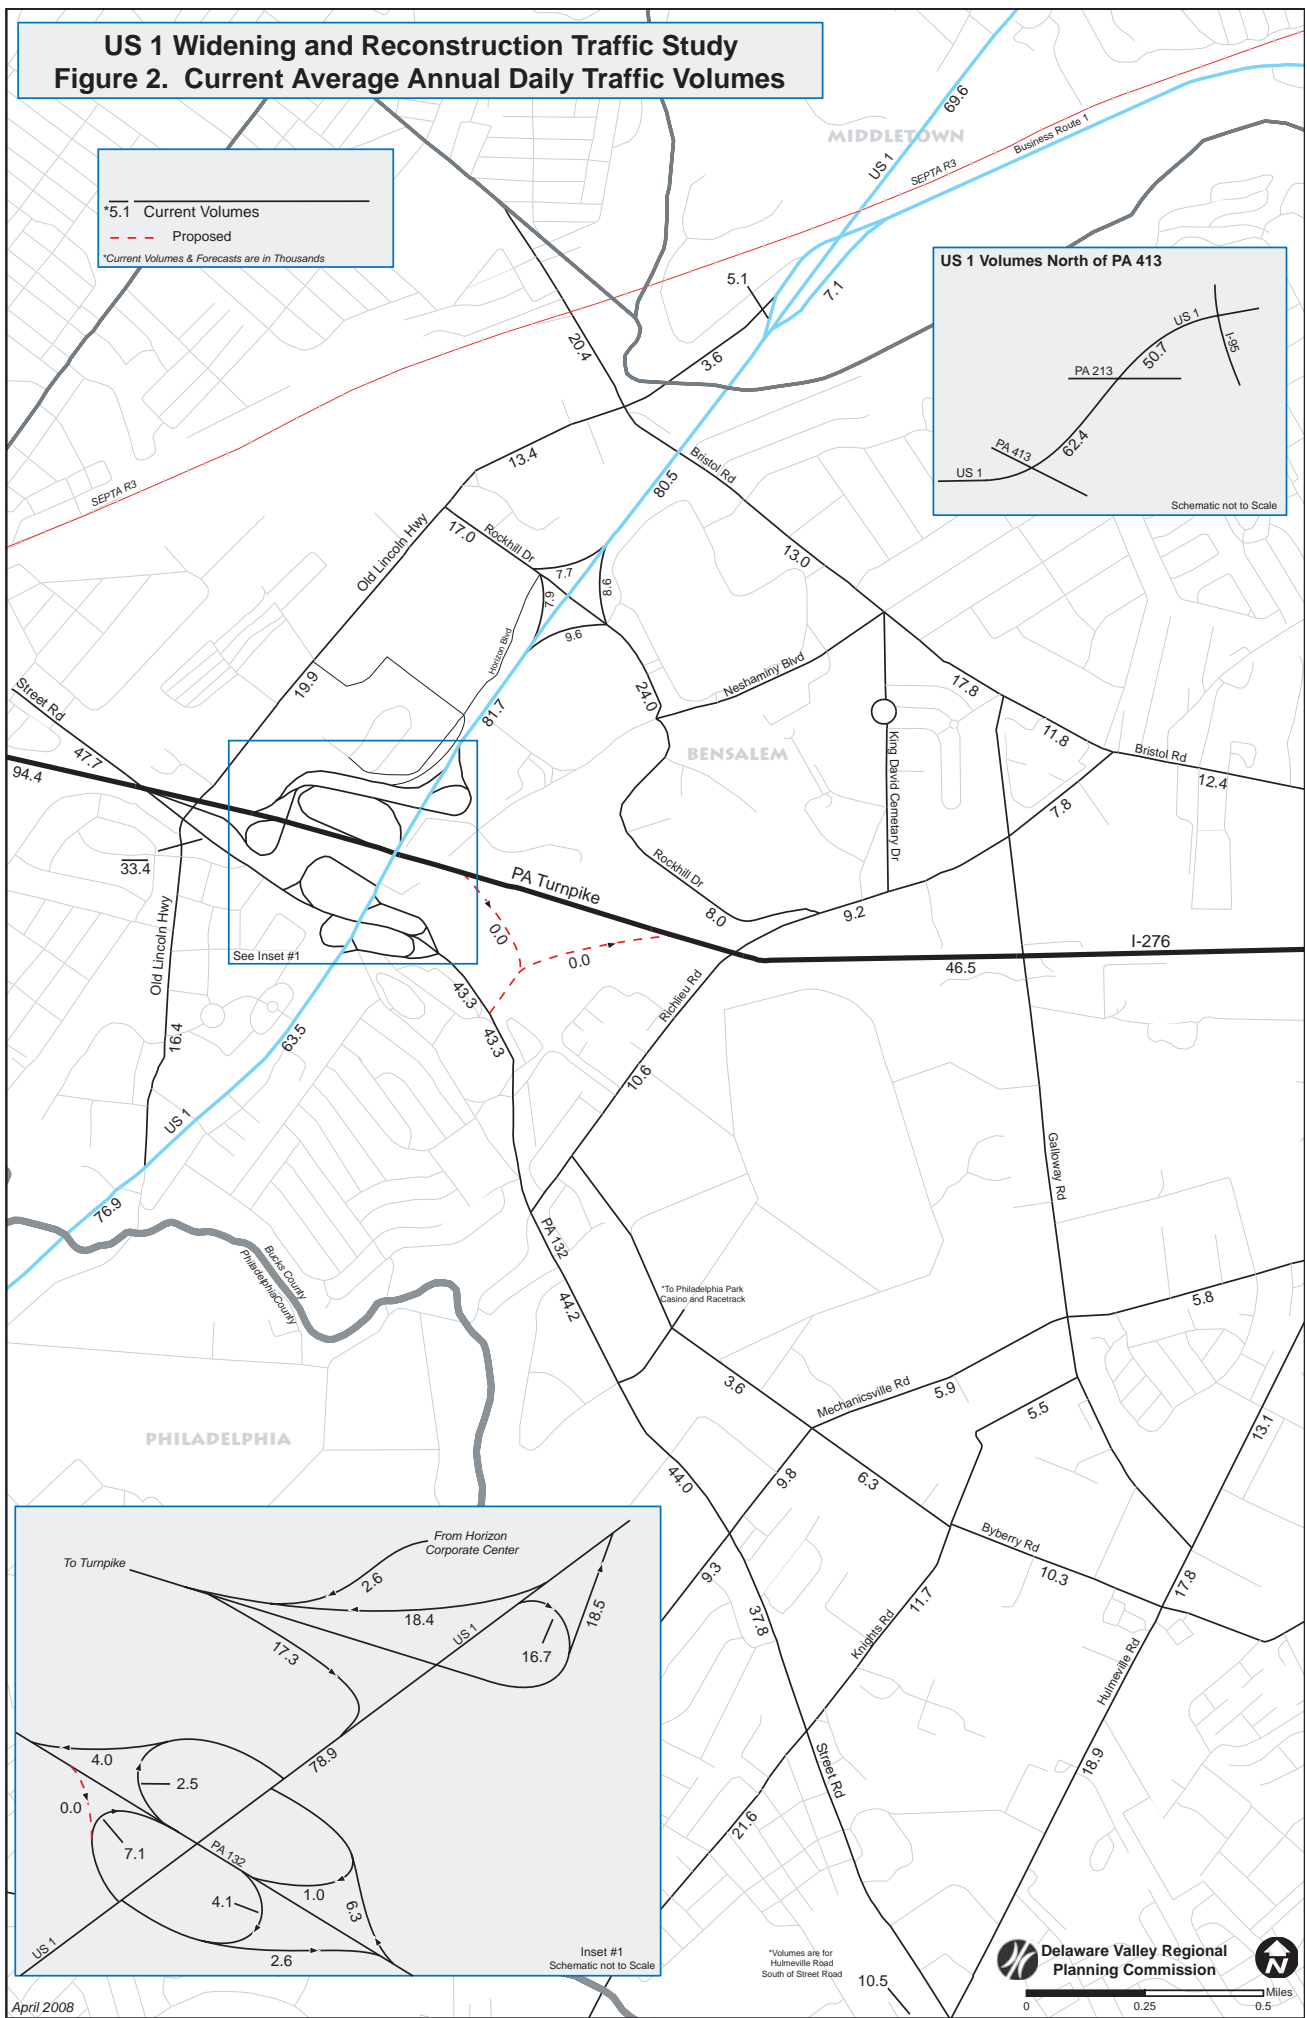 US 1 Widening and Reconstruction Traffic Study
Figure 2.  Current Average Annual Daily Traffic Volumes
*5.1 Current Volumes
Proposed
*Current Volumes & Forecasts are in Thousands
MIDDLETOWN
69.6
US 1
SEPTA R3
Business Route 1
5.1
7.1
US 1 Volumes North of PA 413
US 1
I-95
50.7
PA 213
62.4
PA 413
US 1
Schematic not to Scale
20.4
3.6
13.4
SEPTA R3
Bristol Rd
80.5
Old Lincoln Hwy
17.0
Rockhill Dr
7.7
7.9
8.6
9.6
13.0
Horizon Blvd
19.9
24.0
Neshaminy Blvd
17.8
11.8
Bristol Rd
12.4
Street Rd
47.7
94.4
81.7
BENSALEM
King David Cemetary Dr
7.8
33.4
Old Lincoln Hwy
See Inset #1
PA Turnpike
Rockhill Dr
8.0
9.2
0.0
0.0
I-276
46.5
43.3
43.3
Richlieu Rd
10.6
16.4
63.5
US 1
76.9
Bucks County
Philadelphia County
Galloway Rd
PA 132
44.2
*To Philadelphia Park
Casino and Racetrack
5.8
3.6
Mechanicsville Rd
5.9
5.5
13.1
PHILADELPHIA
44.0
9.8
6.3
Byberry Rd
10.3
17.8
9.3
37.8
11.7
Knights Rd
Hulmeville Rd
Street Rd
18.9
21.6
From Horizon
Corporate Center
To Turnpike
2.6
18.4
18.5
US 1
16.7
17.3
78.9
4.0
2.5
0.0
7.1
PA 132
4.1
1.0
6.3
US 1
2.6
Inset #1
Schematic not to Scale
*Volumes are for
Hulmeville Road
South of Street Road
10.5
Delaware Valley Regional
Planning Commission
N
Miles
0 0.25 0.5
April 2008